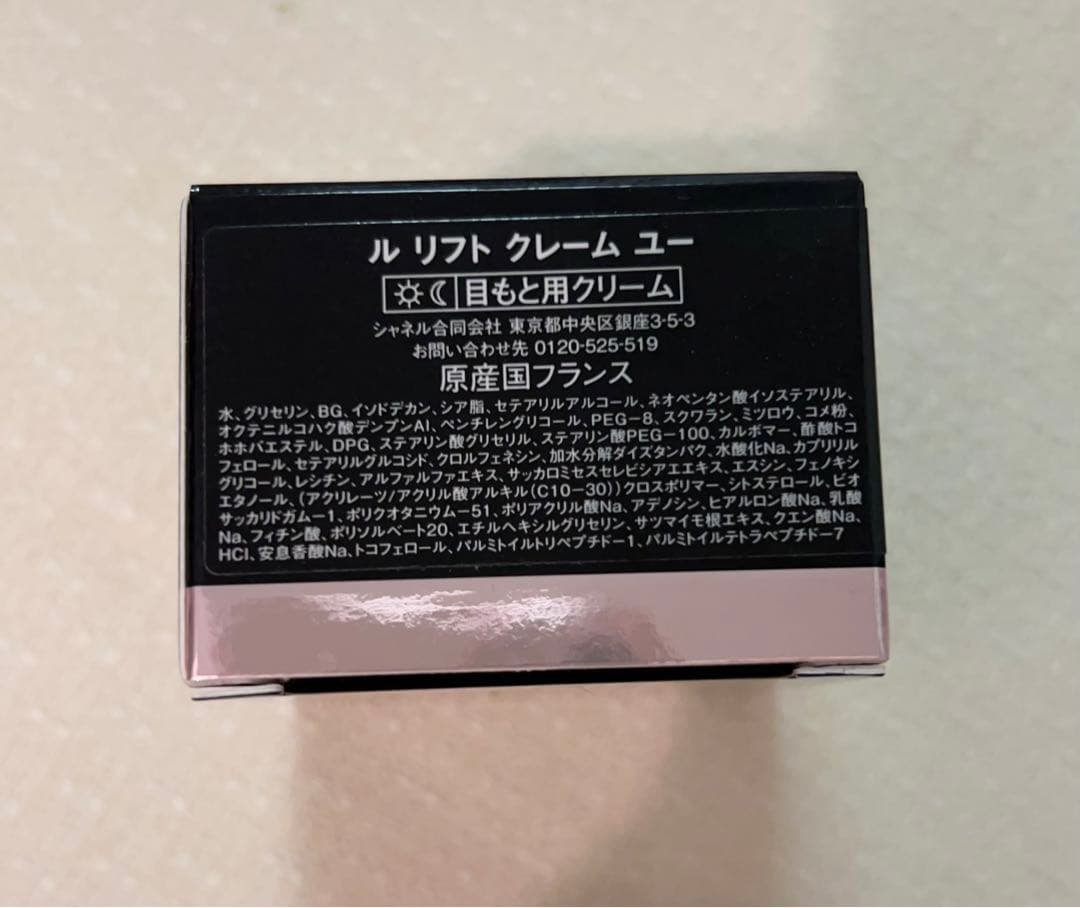 ル リフト クレーム ユー
目もと用クリーム
シャネル合同会社 東京都中央区銀座3-5-3
お問い合わせ先 0120-525-519
原産国フランス
水、グリセリン、BG、イソドデカン、シア脂、セテアリルアルコール、ネオペンタン酸イソステアリル、
オクテニルコハク酸デンプンAl、ペンチレングリコール、PEG-8、スクワラン、ミツロウ、コメ粉、
ホホバエステル、DPG、ステアリン酸グリセリル、ステアリン酸PEG-100、カルボマー、酢酸トコ
フェロール、セテアリルグルコシド、クロルフェネシン、加水分解ダイズタンパク、水酸化Na、カプリリル
グリコール、レシチン、アルファルファエキス、サッカロミセスセレビシアエエキス、エスシン、フェノキシ
エタノール、(アクリレーツ/アクリル酸アルキル(C10-30))クロスポリマー、シトステロール、ビオ
サッカリドガム-1、ポリクオタニウム-51、ポリアクリル酸Na、アデノシン、ヒアルロン酸Na、乳酸
Na、フィチン酸、ポリソルベート20、エチルヘキシルグリセリン、サツマイモ根エキス、クエン酸Na、
HCl、安息香酸Na、トコフェロール、パルミトイルトリペプチド-1、パルミトイルテトラペプチド-7